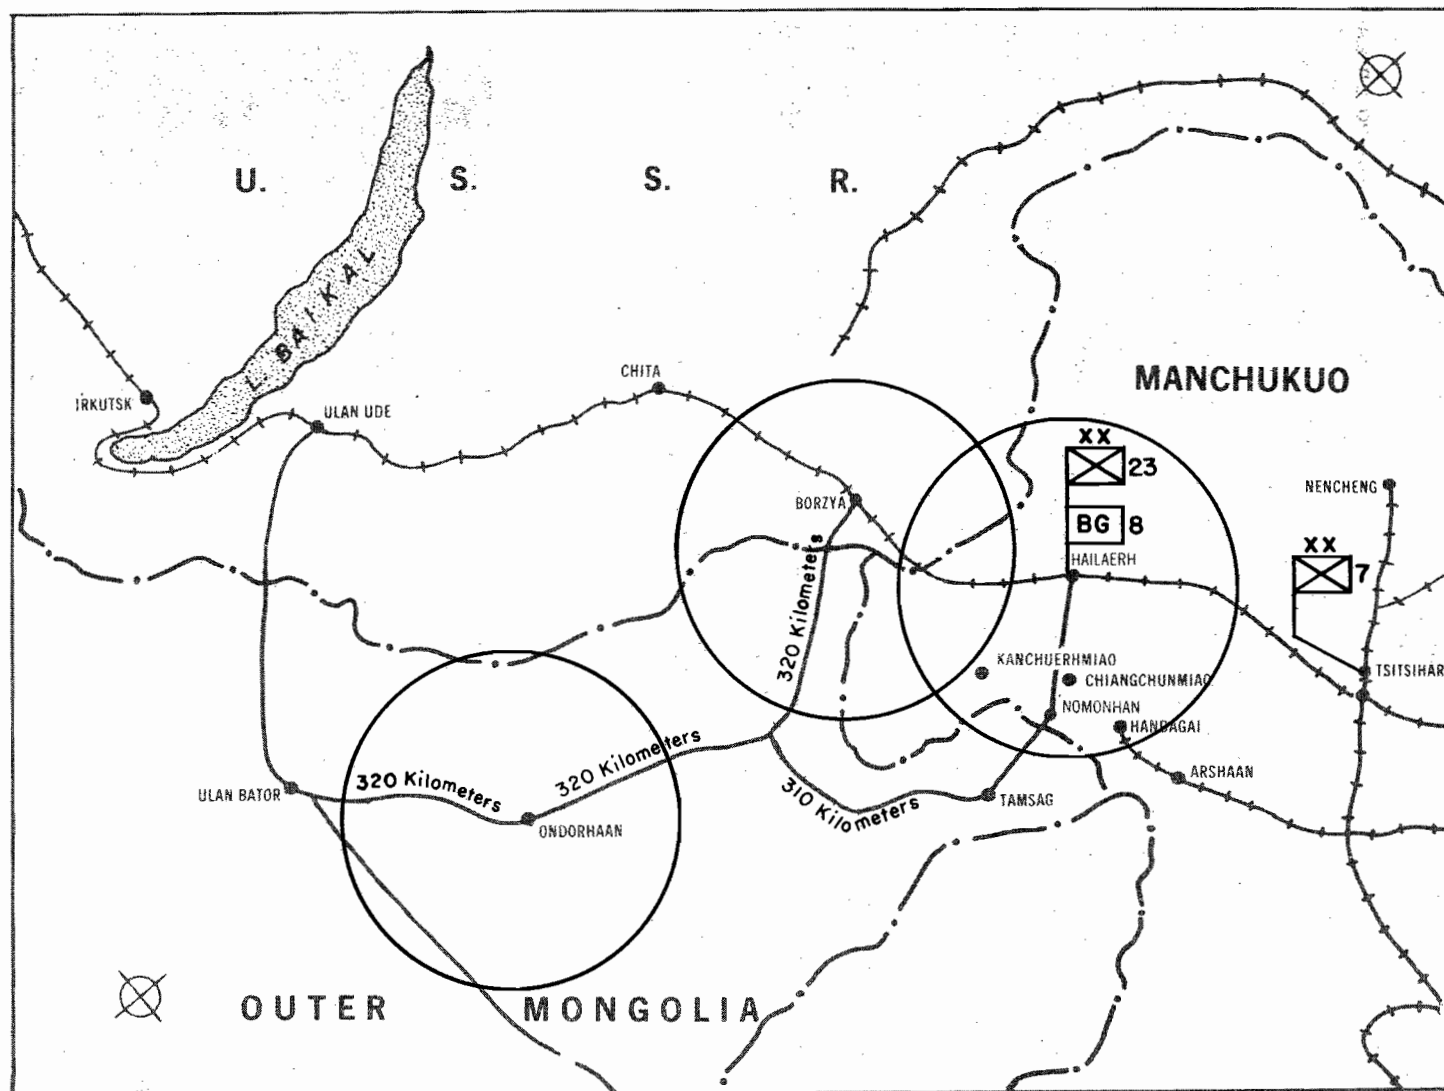 U. S. S. R.
L. BAIKAL
MANCHUKUO
CHITA
IRKUTSK
ULAN UDE
XX
23
BG 8
NENCHENG
BORZYA
XX
7
HAILAERH
320 Kilometers
KANCHUERHMIAO
CHIANGCHUNMIAO
TSITSIHAR
NOMONHAN
HANDAGAI
ULAN BATOR
320 Kilometers
320 Kilometers
310 Kilometers
ARSHAAN
TAMSAG
ONDORHAAN
OUTER MONGOLIA